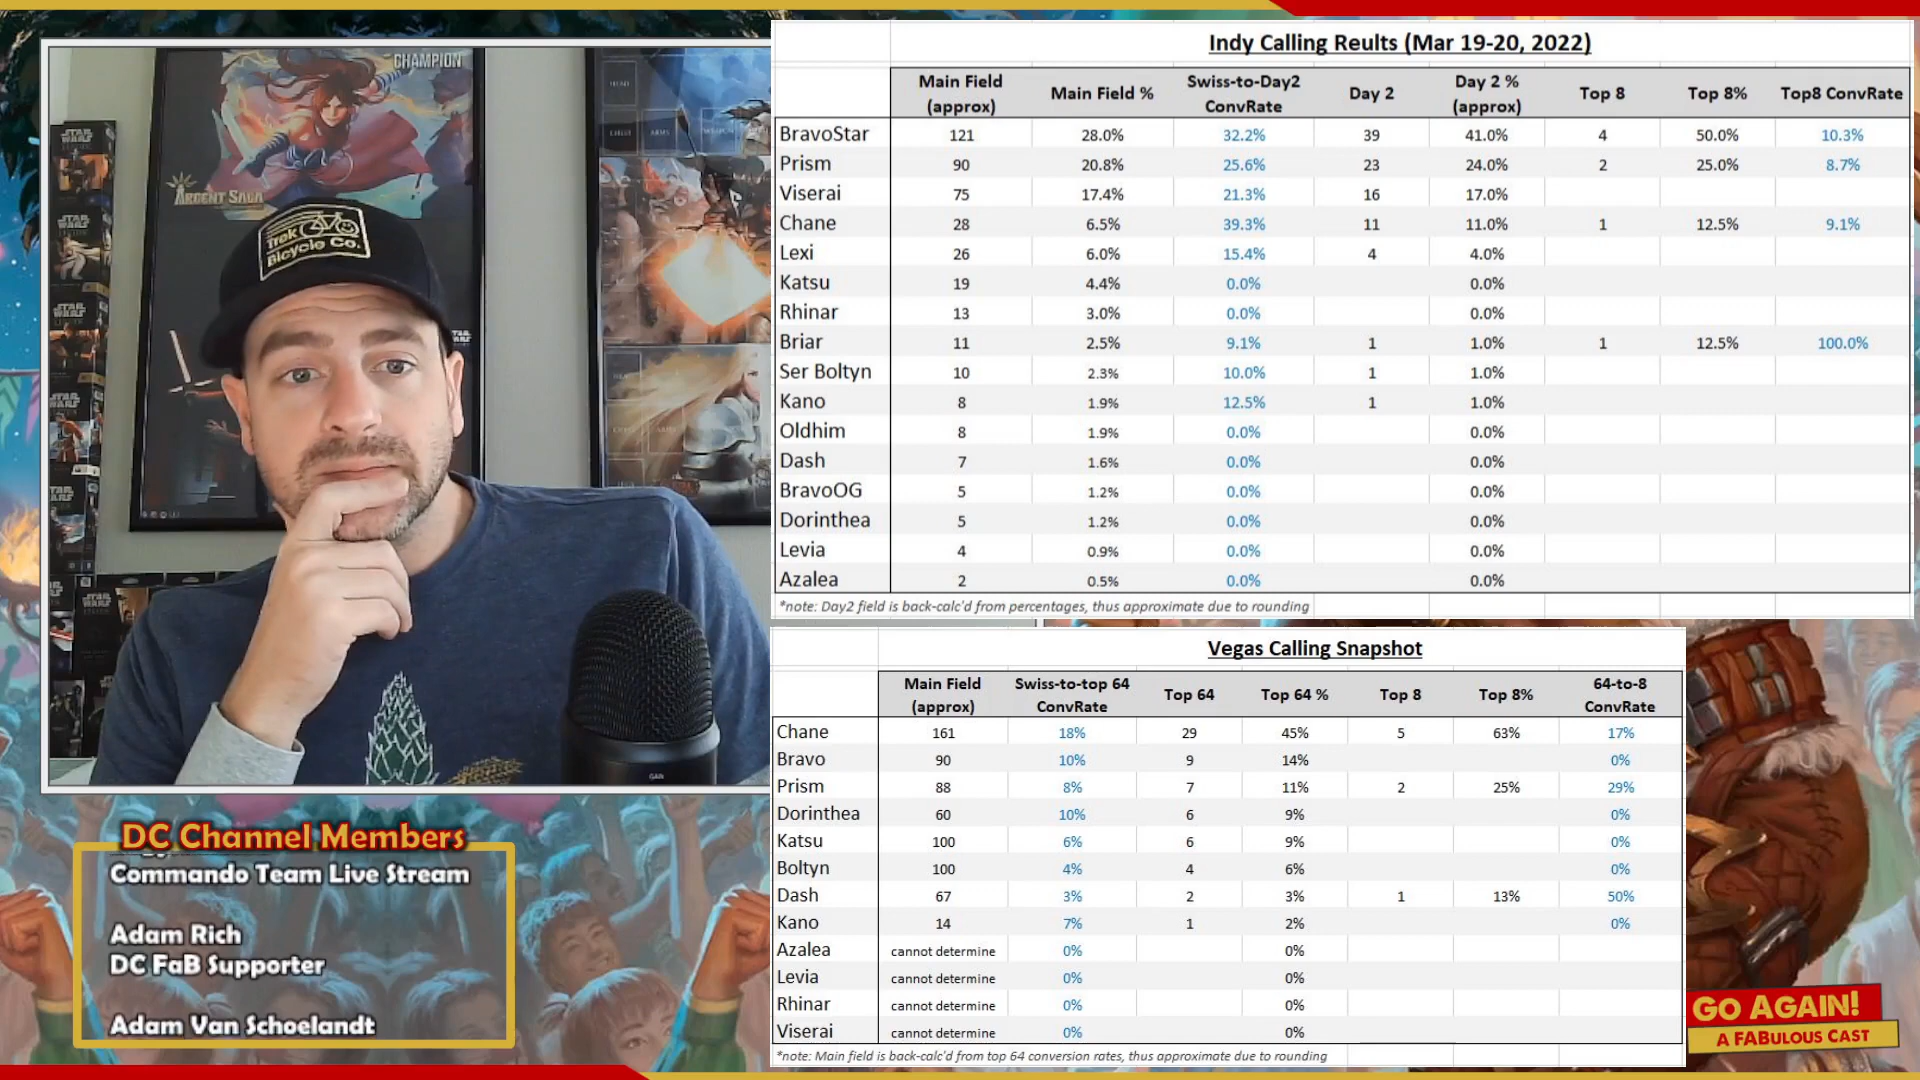 CHAMPION
ARGENT SAGA
Trek
Bicycle Co.
STAR WARS
STAR WARS
STAR WARS
STAR WARS
STAR WARS
GAIN
Indy Calling Reults (Mar 19-20, 2022)
Main Field (approx) Main Field % Swiss-to-Day2 ConvRate Day 2 Day 2 % (approx) Top 8 Top 8% Top8 ConvRate
BravoStar 121 28.0% 32.2% 39 41.0% 4 50.0% 10.3%
Prism 90 20.8% 25.6% 23 24.0% 2 25.0% 8.7%
Viserai 75 17.4% 21.3% 16 17.0%
Chane 28 6.5% 39.3% 11 11.0% 1 12.5% 9.1%
Lexi 26 6.0% 15.4% 4 4.0%
Katsu 19 4.4% 0.0% 0.0%
Rhinar 13 3.0% 0.0% 0.0%
Briar 11 2.5% 9.1% 1 1.0% 1 12.5% 100.0%
Ser Boltyn 10 2.3% 10.0% 1 1.0%
Kano 8 1.9% 12.5% 1 1.0%
Oldhim 8 1.9% 0.0% 0.0%
Dash 7 1.6% 0.0% 0.0%
BravoOG 5 1.2% 0.0% 0.0%
Dorinthea 5 1.2% 0.0% 0.0%
Levia 4 0.9% 0.0% 0.0%
Azalea 2 0.5% 0.0% 0.0%
*note: Day2 field is back-calc'd from percentages, thus approximate due to rounding
Vegas Calling Snapshot
Main Field (approx) Swiss-to-top 64 ConvRate Top 64 Top 64 % Top 8 Top 8% 64-to-8 ConvRate
Chane 161 18% 29 45% 5 63% 17%
Bravo 90 10% 9 14% 0%
Prism 88 8% 7 11% 2 25% 29%
Dorinthea 60 10% 6 9% 0%
Katsu 100 6% 6 9% 0%
Boltyn 100 4% 4 6% 0%
Dash 67 3% 2 3% 1 13% 50%
Kano 14 7% 1 2% 0%
Azalea cannot determine 0% 0%
Levia cannot determine 0% 0%
Rhinar cannot determine 0% 0%
Viserai cannot determine 0% 0%
*note: Main field is back-calc'd from top 64 conversion rates, thus approximate due to rounding
DC Channel Members
Commando Team Live Stream
Adam Rich
DC FaB Supporter
Adam Van Schoelandt
GO AGAIN!
A FABULOUS CAST